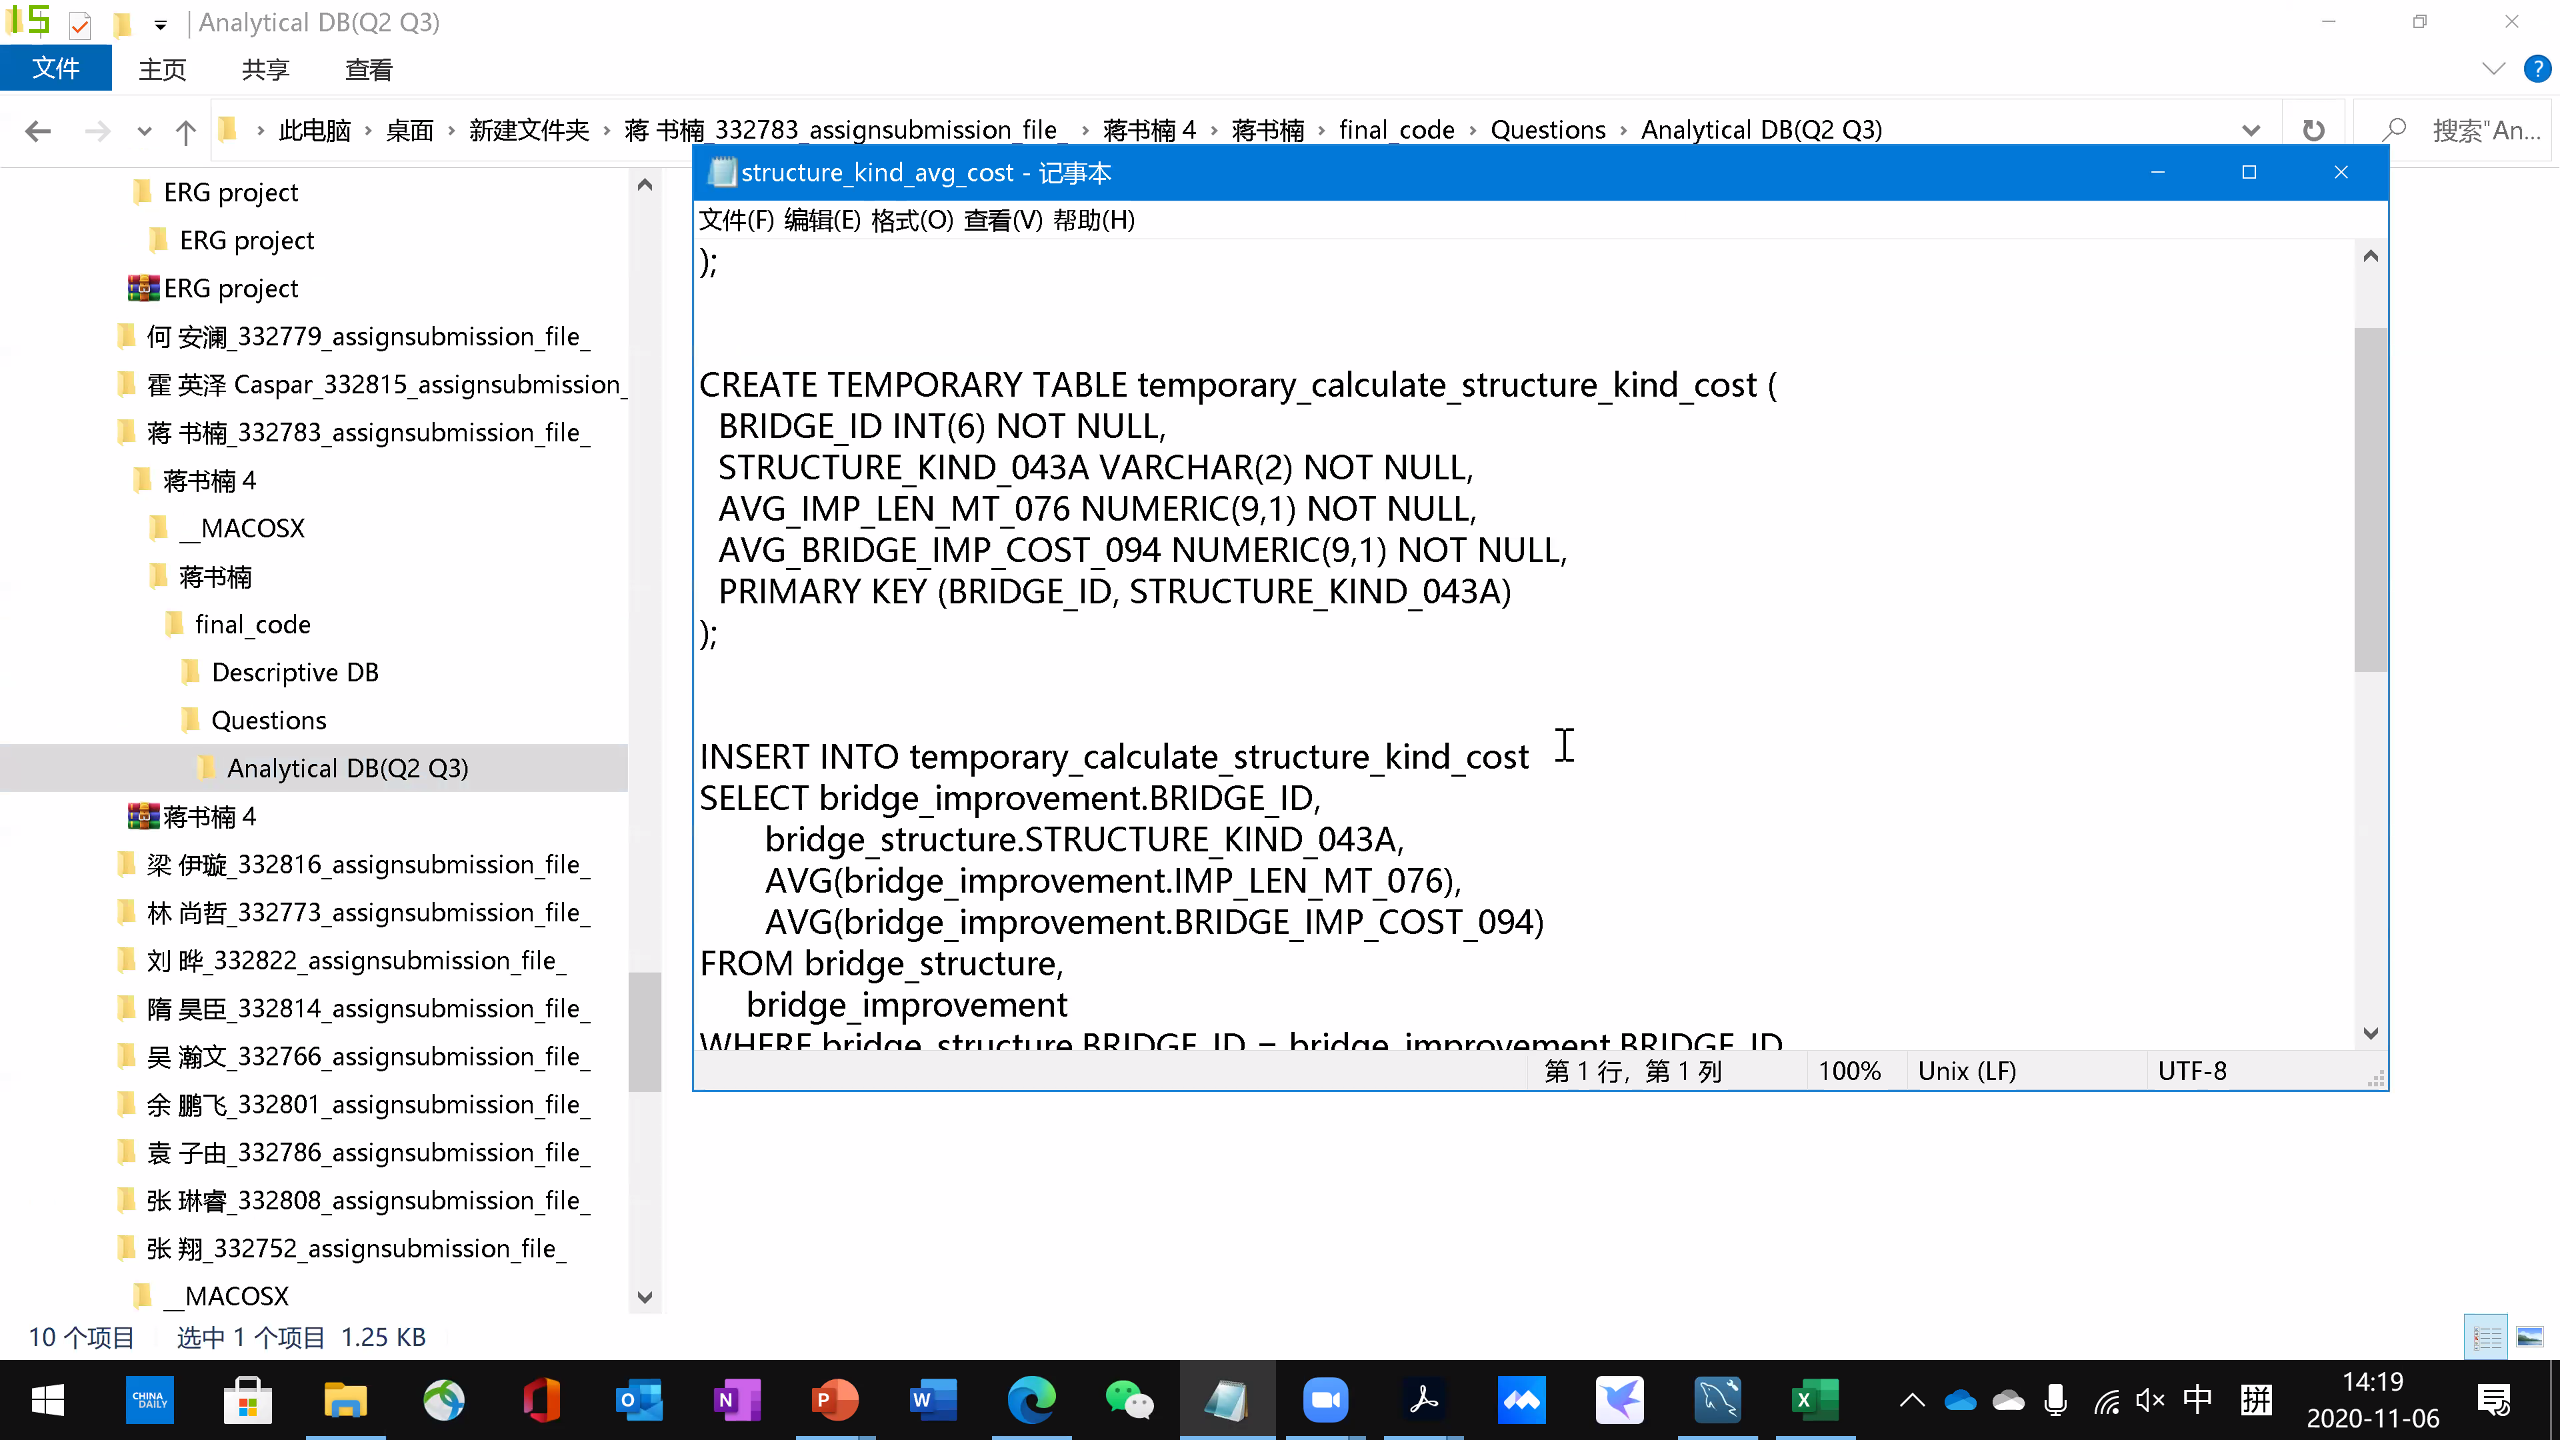 15
Analytical DB(Q2 Q3)
文件 主页 共享 查看
此电脑 桌面 新建文件夹 蒋 书楠_332783_assignsubmission_file_ 蒋书楠 4 蒋书楠 final_code Questions Analytical DB(Q2 Q3)
搜索"An...
ERG project
ERG project
ERG project
何 安澜_332779_assignsubmission_file_
霍 英泽 Caspar_332815_assignsubmission_
蒋 书楠_332783_assignsubmission_file_
蒋书楠 4
__MACOSX
蒋书楠
final_code
Descriptive DB
Questions
Analytical DB(Q2 Q3)
蒋书楠 4
梁 伊璇_332816_assignsubmission_file_
林 尚哲_332773_assignsubmission_file_
刘 晔_332822_assignsubmission_file_
隋 昊臣_332814_assignsubmission_file_
吴 瀚文_332766_assignsubmission_file_
余 鹏飞_332801_assignsubmission_file_
袁 子由_332786_assignsubmission_file_
张 琳睿_332808_assignsubmission_file_
张 翔_332752_assignsubmission_file_
__MACOSX
structure_kind_avg_cost - 记事本
文件(F) 编辑(E) 格式(O) 查看(V) 帮助(H)
);
CREATE TEMPORARY TABLE temporary_calculate_structure_kind_cost (
BRIDGE_ID INT(6) NOT NULL,
STRUCTURE_KIND_043A VARCHAR(2) NOT NULL,
AVG_IMP_LEN_MT_076 NUMERIC(9,1) NOT NULL,
AVG_BRIDGE_IMP_COST_094 NUMERIC(9,1) NOT NULL,
PRIMARY KEY (BRIDGE_ID, STRUCTURE_KIND_043A)
);
INSERT INTO temporary_calculate_structure_kind_cost
SELECT bridge_improvement.BRIDGE_ID,
bridge_structure.STRUCTURE_KIND_043A,
AVG(bridge_improvement.IMP_LEN_MT_076),
AVG(bridge_improvement.BRIDGE_IMP_COST_094)
FROM bridge_structure,
bridge_improvement
WHERE bridge_structure.BRIDGE_ID = bridge_improvement.BRIDGE_ID
第 1 行，第 1 列 100% Unix (LF) UTF-8
10 个项目 选中 1 个项目 1.25 KB
CHINA DAILY
中 拼
14:19
2020-11-06